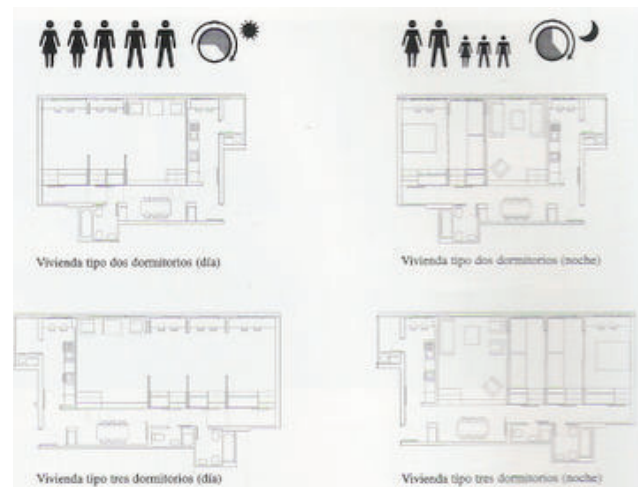 Vivienda tipo dos dormitorios (día)
Vivienda tipo dos dormitorios (noche)
Vivienda tipo tres dormitorios (día)
Vivienda tipo tres dormitorios (noche)